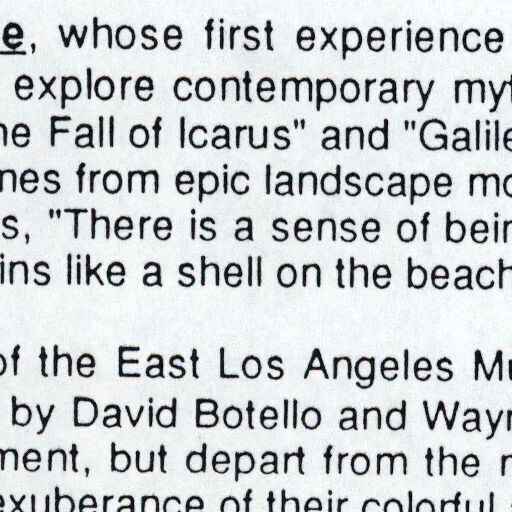 e, whose first experience
explore contemporary myt
ne Fall of Icarus" and "Galile
nes from epic landscape mo
s, "There is a sense of bein
ins like a shell on the beach
of the East Los Angeles Mu
by David Botello and Wayn
ment, but depart from the
exuberance of their colorful